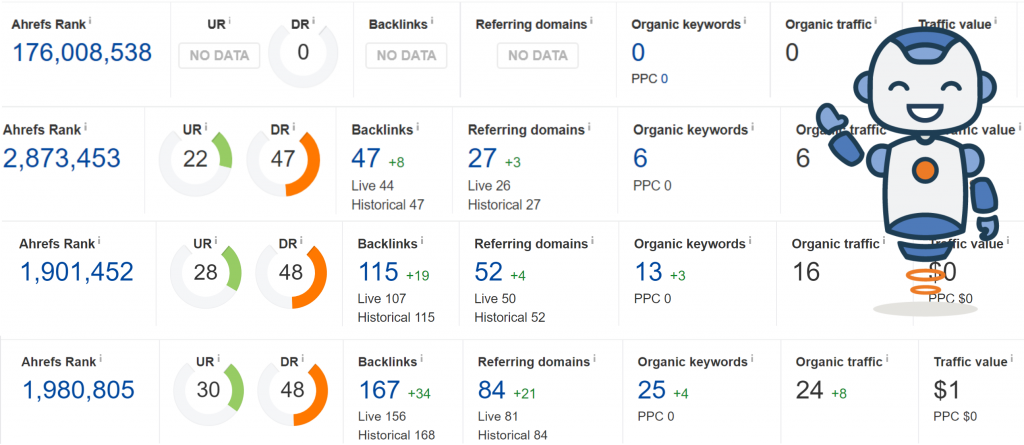 Ahrefs Rank i UR i DR i Backlinks i Referring domains i Organic keywords i Organic traffic i Traffic value i
176,008,538 NO DATA 0 NO DATA NO DATA 0 0
PPC 0
Ahrefs Rank i UR i DR i Backlinks i Referring domains i Organic keywords i Organic traffic value i
2,873,453 22 47 47 +8 27 +3 6 6
Live 44 Live 26 PPC 0
Historical 47 Historical 27
Ahrefs Rank i UR i DR i Backlinks i Referring domains i Organic keywords i Organic traffic i Traffic value i
1,901,452 28 48 115 +19 52 +4 13 +3 16 $0
Live 107 Live 50 PPC 0 PPC $0
Historical 115 Historical 52
Ahrefs Rank i UR i DR i Backlinks i Referring domains i Organic keywords i Organic traffic i Traffic value i
1,980,805 30 48 167 +34 84 +21 25 +4 24 +8 $1
Live 156 Live 81 PPC 0 PPC $0
Historical 168 Historical 84